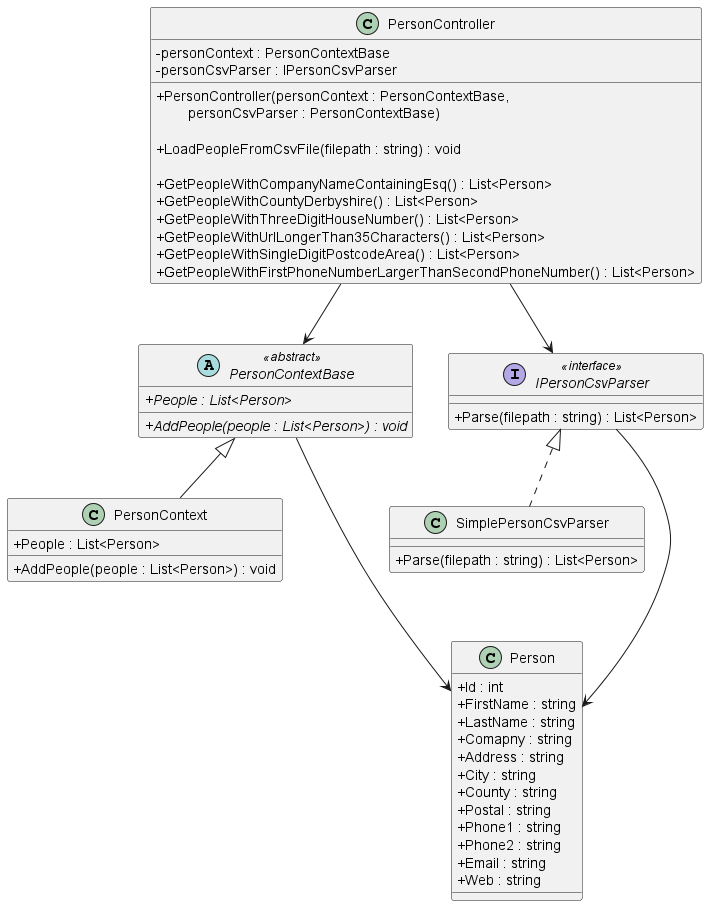 C PersonController
-personContext : PersonContextBase
-personCsvParser : IPersonCsvParser
+PersonController(personContext : PersonContextBase,
personCsvParser : PersonContextBase)
+LoadPeopleFromCsvFile(filepath : string) : void
+GetPeopleWithCompanyNameContainingEsq() : List<Person>
+GetPeopleWithCountyDerbyshire() : List<Person>
+GetPeopleWithThreeDigitHouseNumber() : List<Person>
+GetPeopleWithUrlLongerThan35Characters() : List<Person>
+GetPeopleWithSingleDigitPostcodeArea() : List<Person>
+GetPeopleWithFirstPhoneNumberLargerThanSecondPhoneNumber() : List<Person>
A «abstract»
PersonContextBase
+People : List<Person>
+AddPeople(people : List<Person>) : void
I «interface»
IPersonCsvParser
+Parse(filepath : string) : List<Person>
C PersonContext
+People : List<Person>
+AddPeople(people : List<Person>) : void
C SimplePersonCsvParser
+Parse(filepath : string) : List<Person>
C Person
+Id : int
+FirstName : string
+LastName : string
+Comapny : string
+Address : string
+City : string
+County : string
+Postal : string
+Phone1 : string
+Phone2 : string
+Email : string
+Web : string